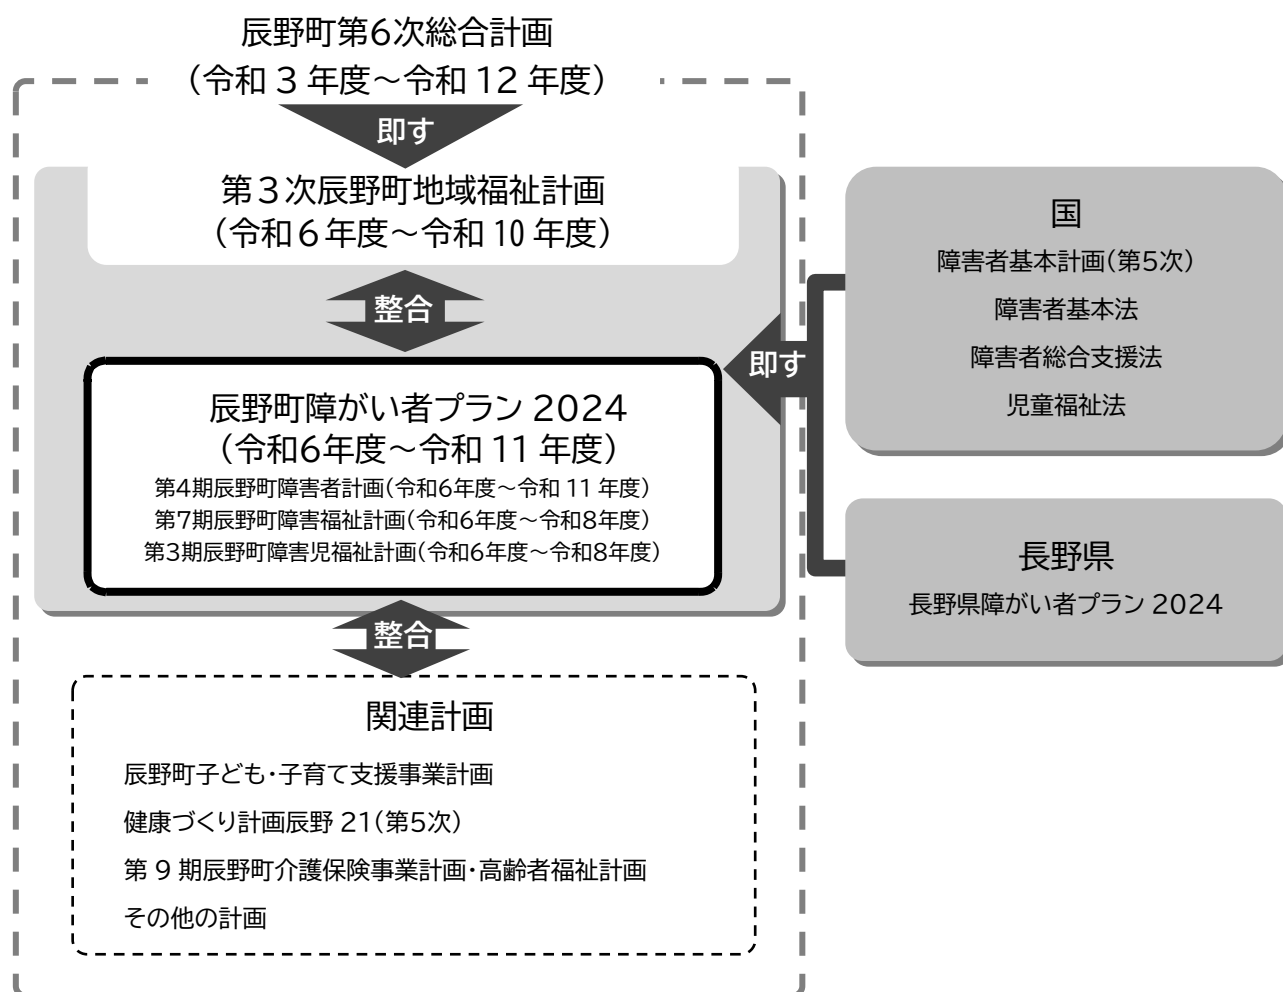 辰野町第6次総合計画
（令和 3 年度～令和 12 年度）
即す
第３次辰野町地域福祉計画
（令和６年度～令和 10 年度）
整合
辰野町障がい者プラン 2024
（令和6年度～令和 11 年度）
第4期辰野町障害者計画（令和6年度～令和 11 年度）
第7期辰野町障害福祉計画（令和6年度～令和8年度）
第3期辰野町障害児福祉計画（令和6年度～令和8年度）
整合
関連計画
辰野町子ども・子育て支援事業計画
健康づくり計画辰野 21（第5次）
第 9 期辰野町介護保険事業計画・高齢者福祉計画
その他の計画
即す
国
障害者基本計画（第5次）
障害者基本法
障害者総合支援法
児童福祉法
長野県
長野県障がい者プラン 2024